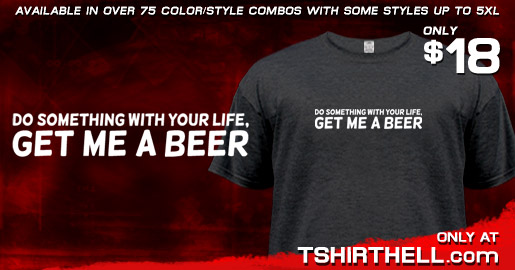 AVAILABLE IN OVER 75 COLOR/STYLE COMBOS WITH SOME STYLES UP TO 5XL
ONLY
$18
DO SOMETHING WITH YOUR LIFE,
GET ME A BEER
DO SOMETHING WITH YOUR LIFE,
GET ME A BEER
ONLY AT
TSHIRTHELL.com